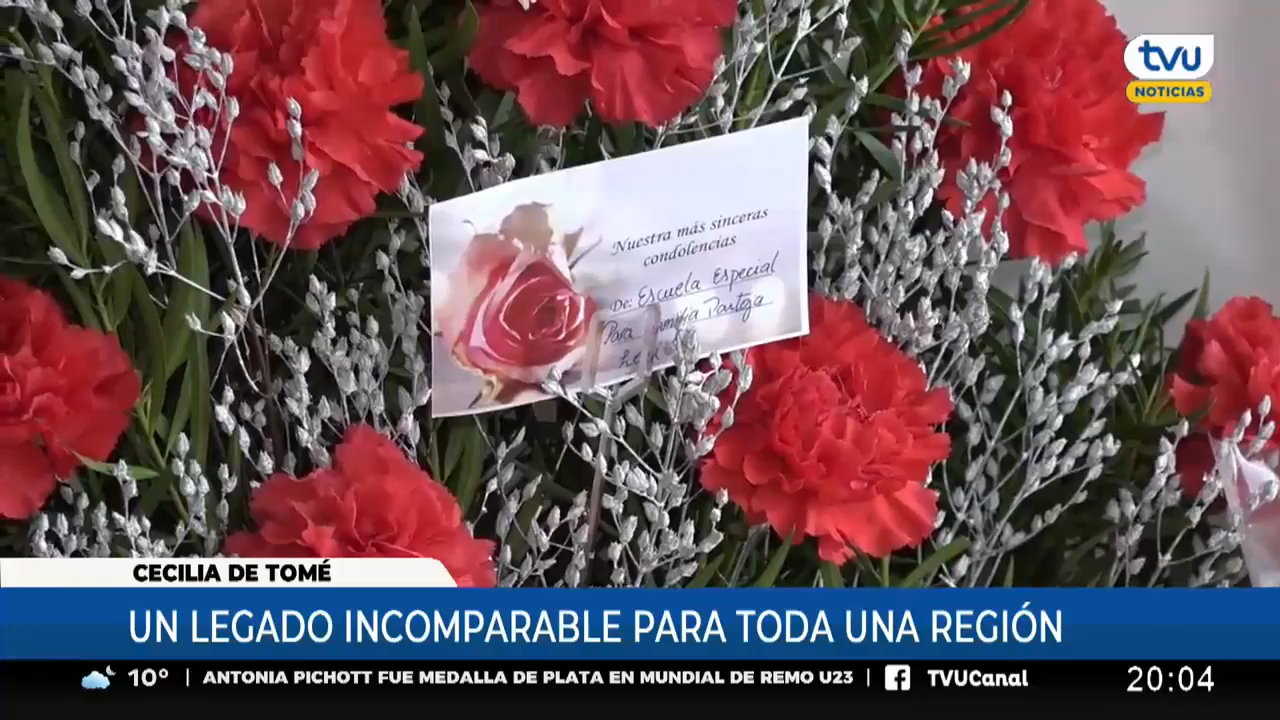 tvu
NOTICIAS
Nuestra más sinceras
condolencias
De: Escuela Especial
Para
CECILIA DE TOMÉ
UN LEGADO INCOMPARABLE PARA TODA UNA REGIÓN
10° | ANTONIA PICHOTT FUE MEDALLA DE PLATA EN MUNDIAL DE REMO U23 | TVUCanal 20:04